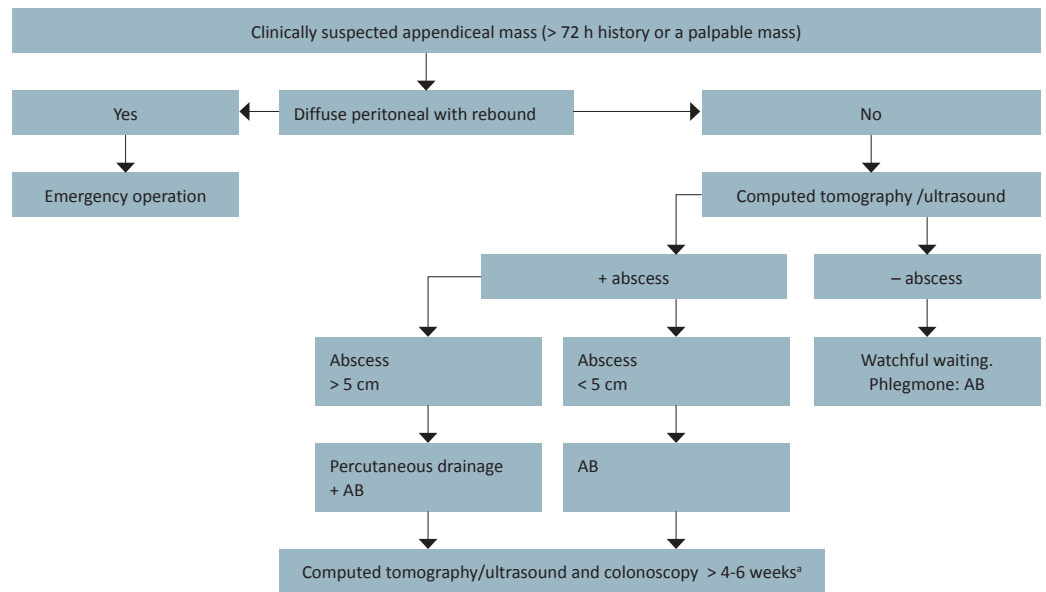 Clinically suspected appendiceal mass (> 72 h history or a palpable mass)
Yes
Diffuse peritoneal with rebound
No
Emergency operation
Computed tomography /ultrasound
+ abscess
– abscess
Abscess
> 5 cm
Abscess
< 5 cm
Watchful waiting.
Phlegmone: AB
Percutaneous drainage
+ AB
AB
Computed tomography/ultrasound and colonoscopy > 4-6 weeksᵃ